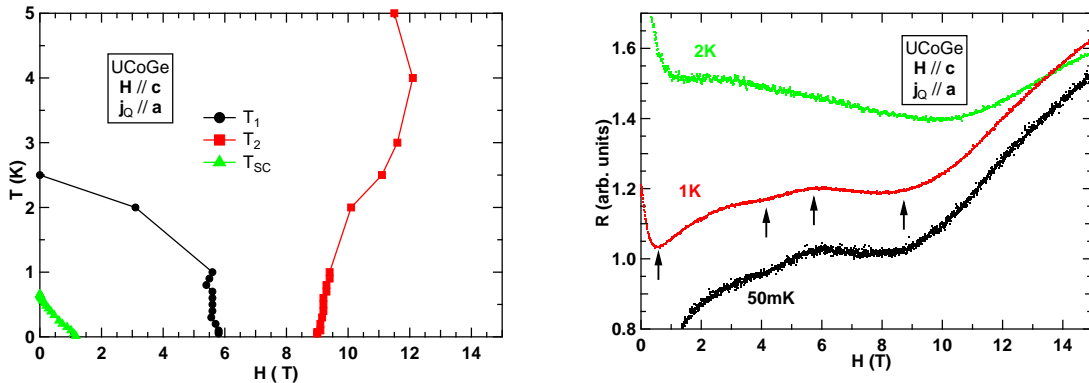 5
4
3
2
1
0
T (K)
0 2 4 6 8 10 12 14
H ( T)
UCoGe
H // c
jQ // a
T1
T2
TSC
1.6
1.4
1.2
1.0
0.8
R (arb. units)
0 2 4 6 8 10 12 14
H (T)
2K
1K
50mK
UCoGe
H // c
jQ // a